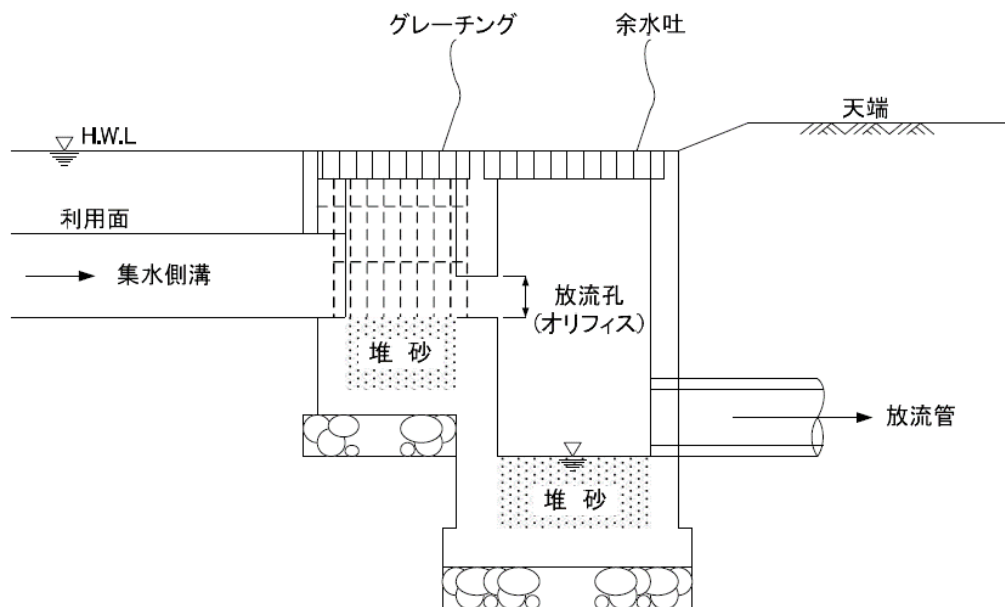 グレーチング
余水吐
天端
H.W.L
利用面
集水側溝
放流孔
(オリフィス)
堆 砂
放流管
堆 砂